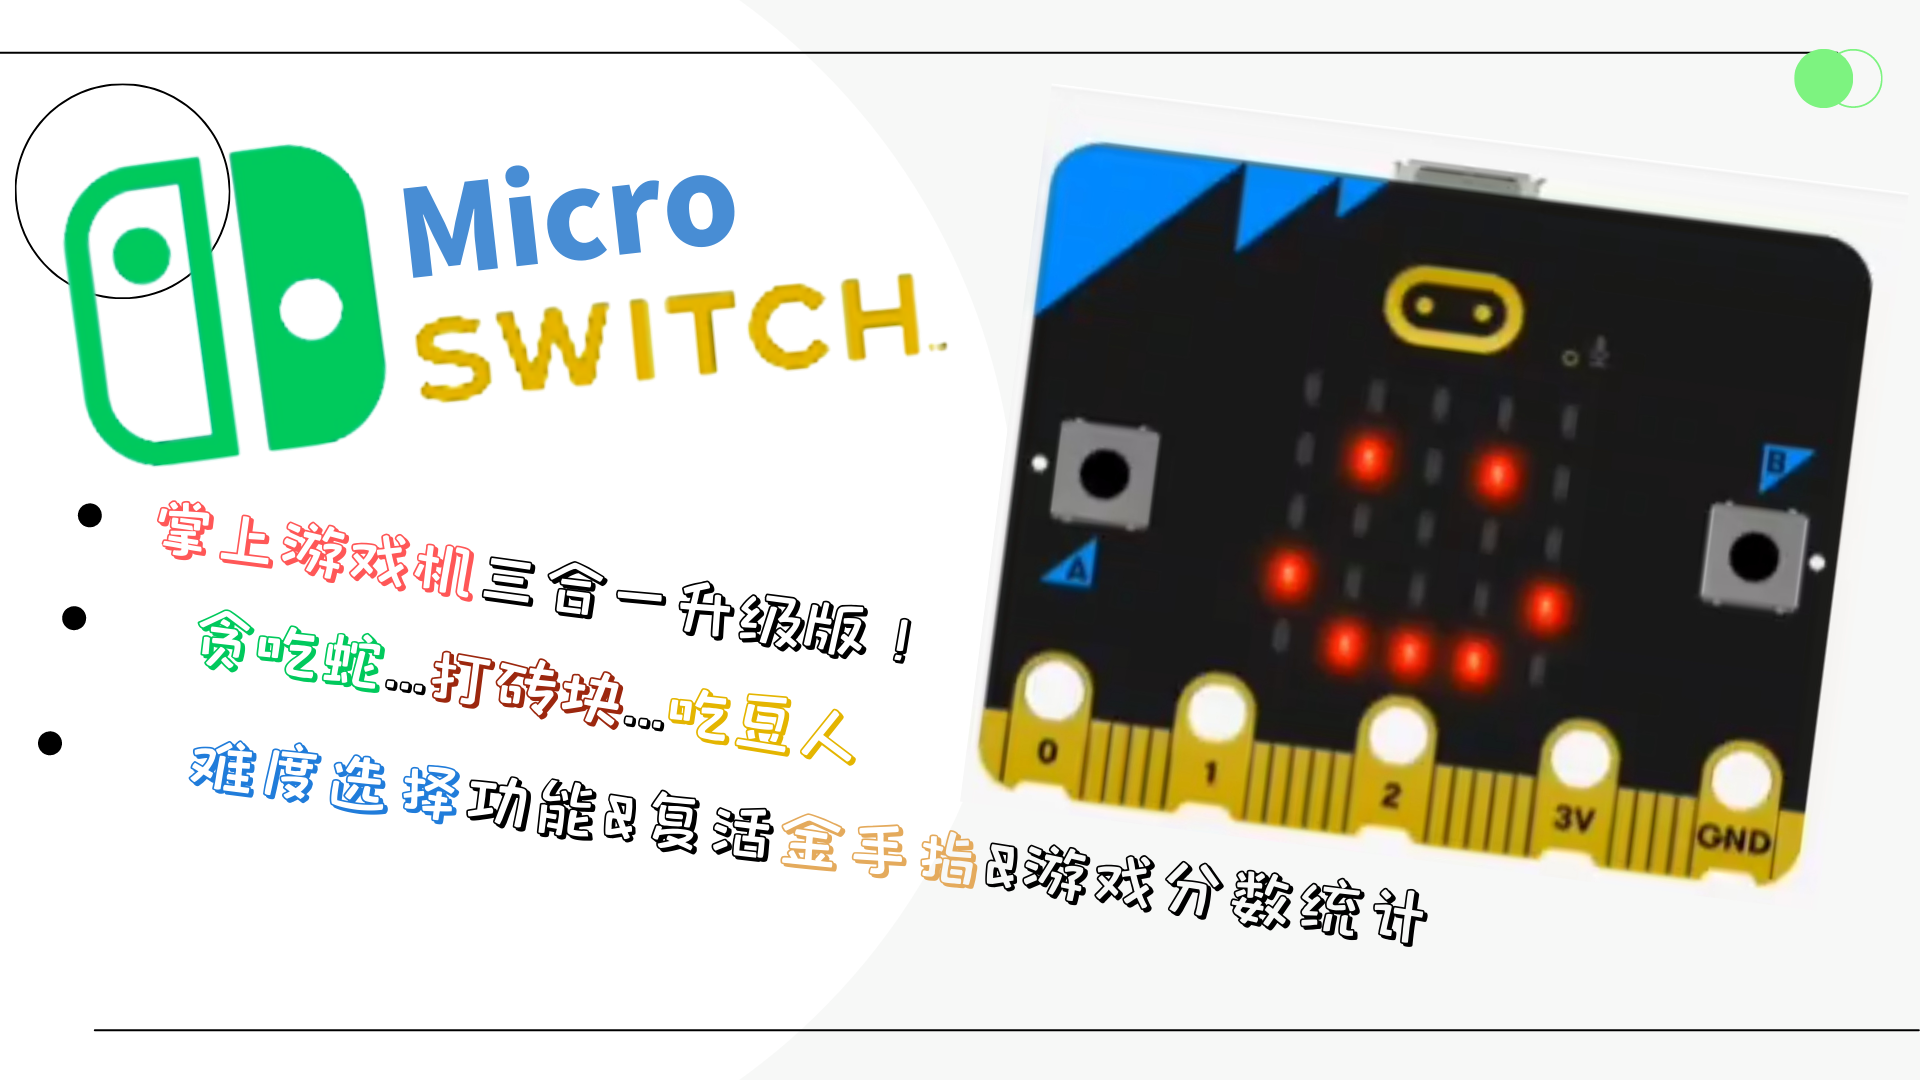 Micro
SWITCH
掌上游戏机三合一升级版！
贪吃蛇...打砖块...吃豆人
难度选择功能&复活金手指&游戏分数统计
A
B
0
1
2
3V
GND